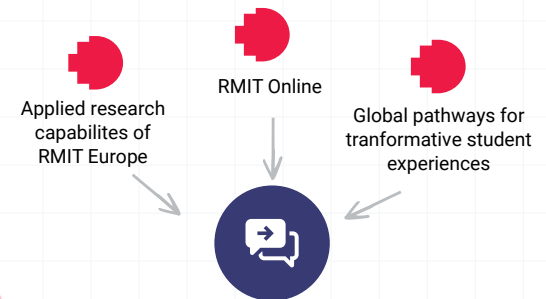 Applied research
capabilites of
RMIT Europe
RMIT Online
Global pathways for
tranformative student
experiences